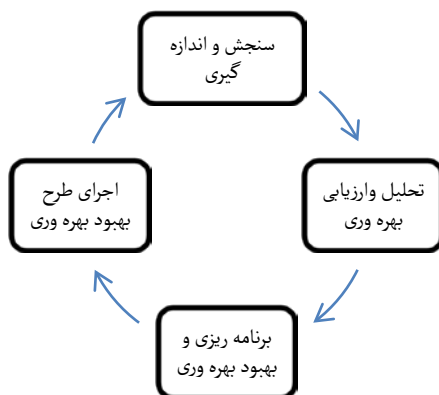 سنجش و اندازه
گیری
تحلیل وارزیابی
بهره وری
برنامه ریزی و
بهبود بهره وری
اجرای طرح
بهبود بهره وری